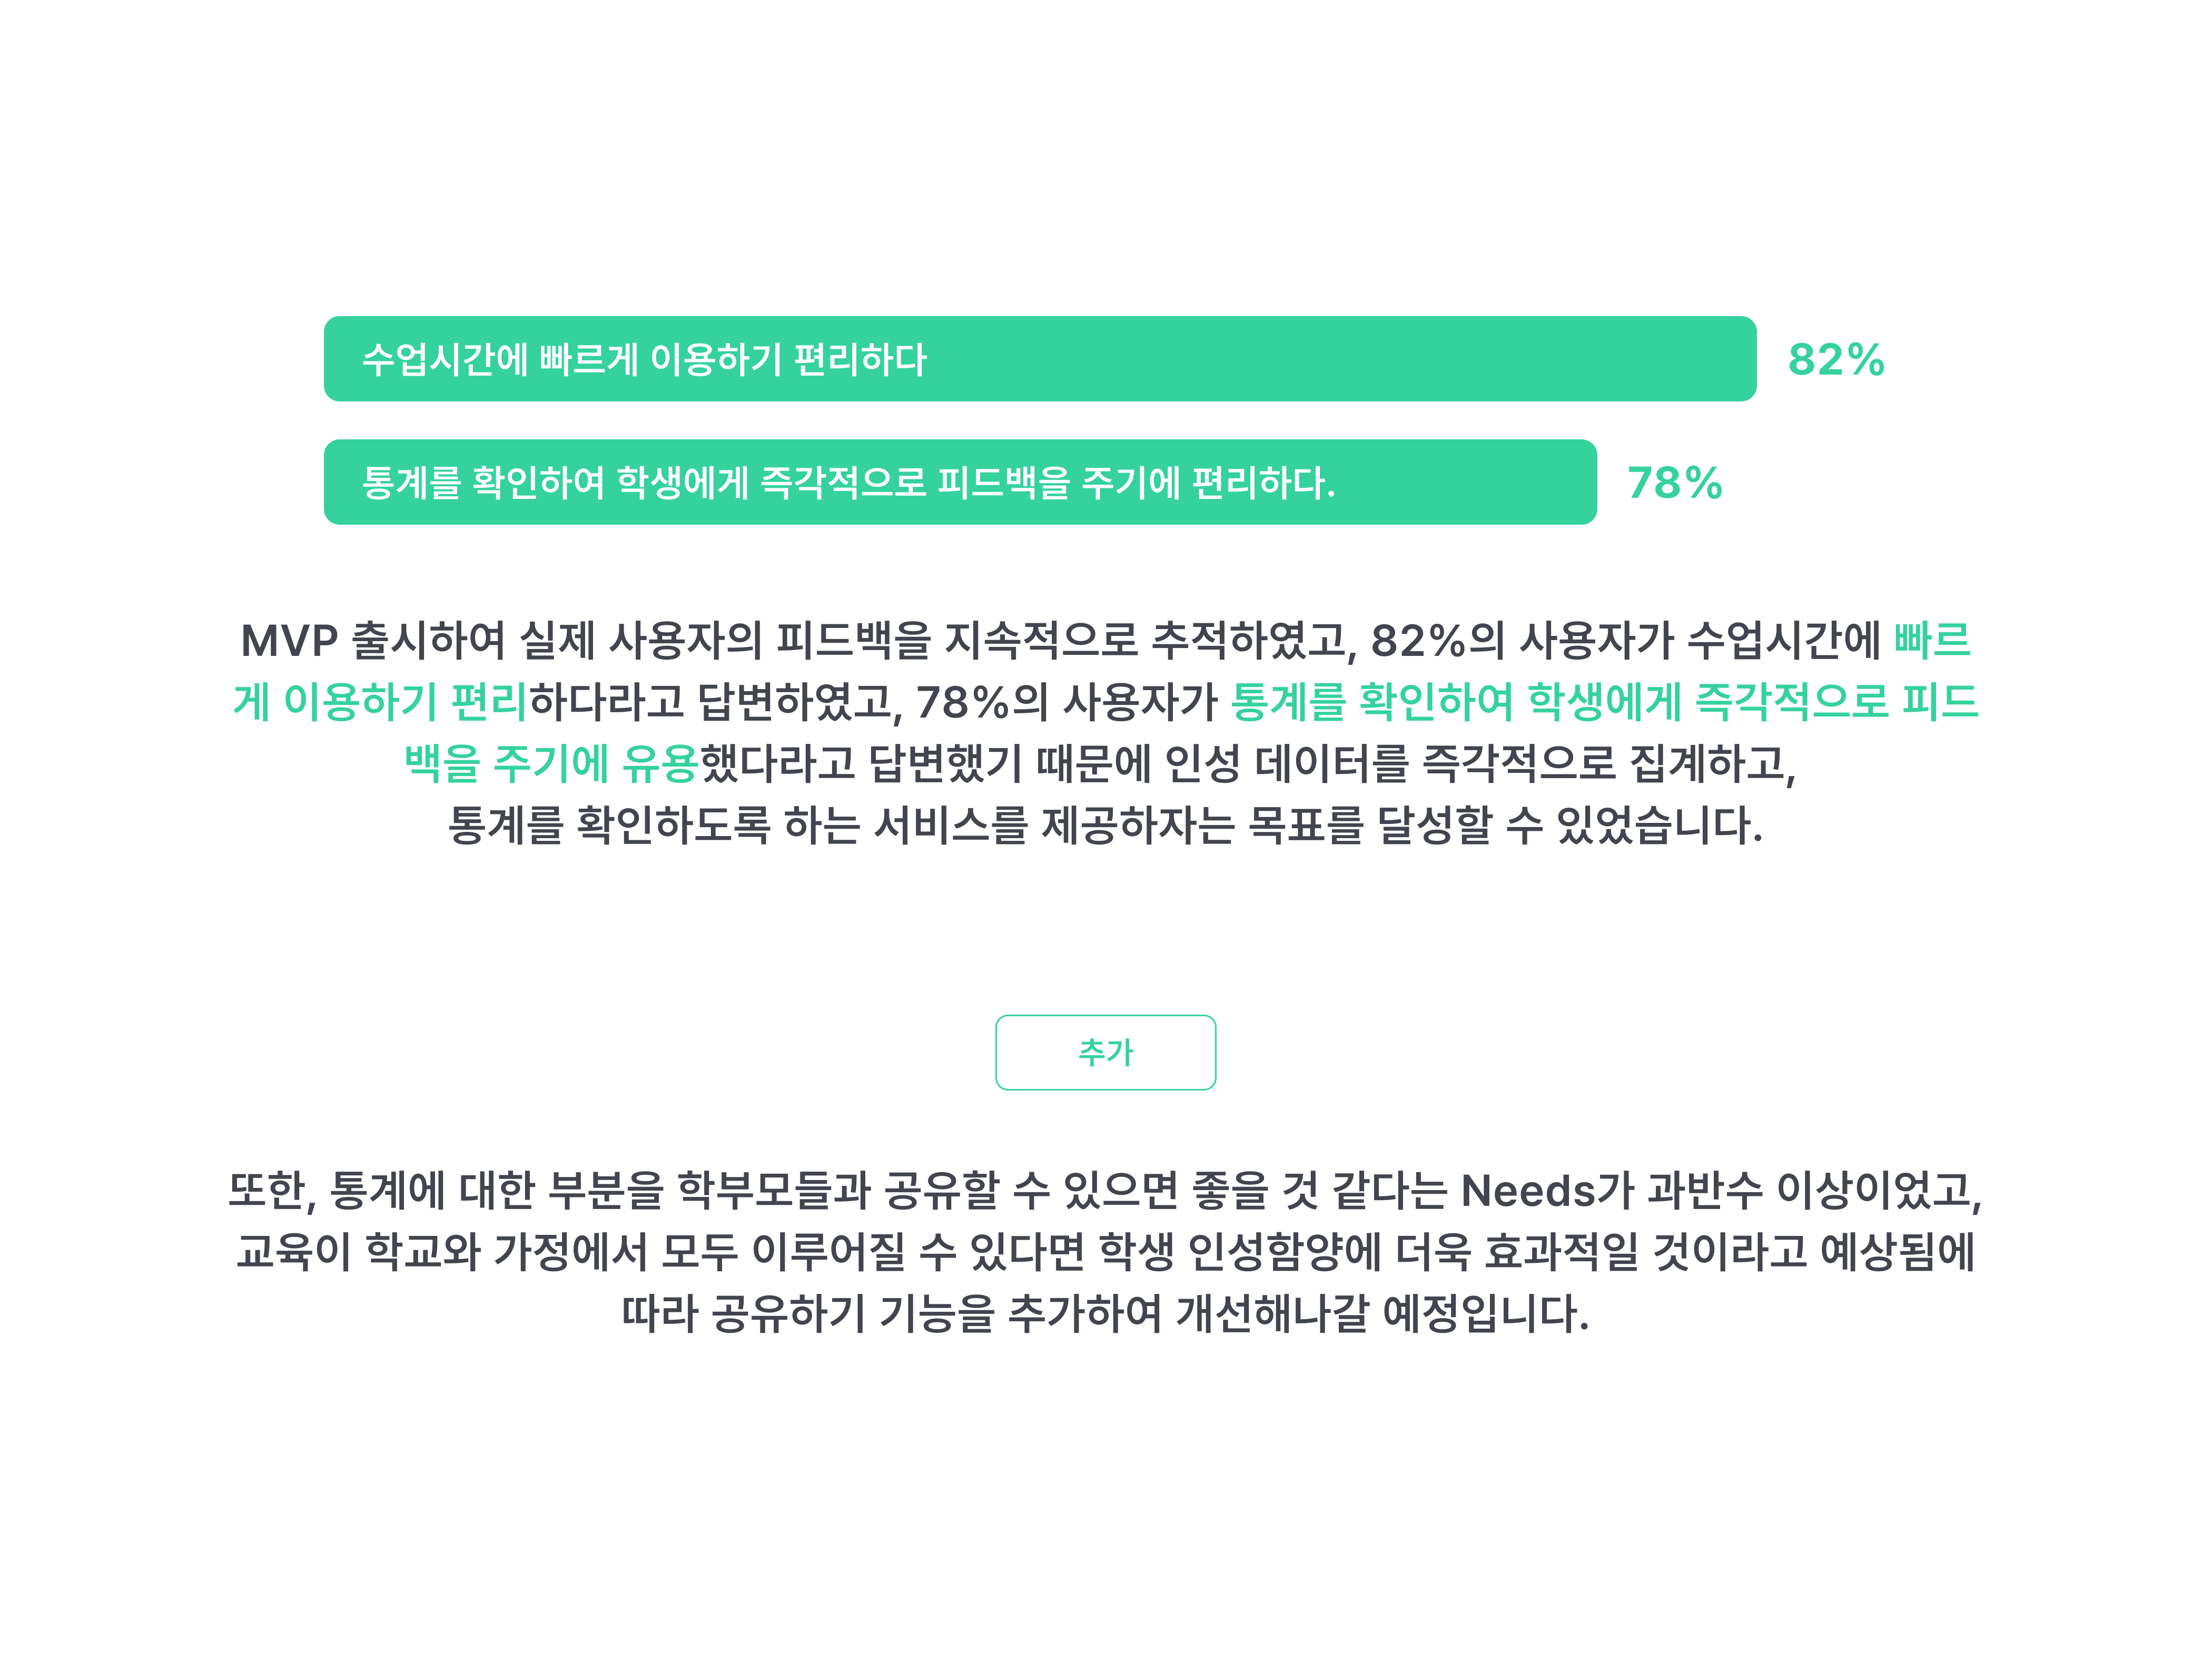 수업시간에 빠르게 이용하기 편리하다
82%
통계를 확인하여 학생에게 즉각적으로 피드백을 주기에 편리하다.
78%
MVP 출시하여 실제 사용자의 피드백을 지속적으로 추적하였고, 82%의 사용자가 수업시간에 빠르
게 이용하기 편리하다라고 답변하였고, 78%의 사용자가 통계를 확인하여 학생에게 즉각적으로 피드
백을 주기에 유용했다라고 답변했기 때문에 인성 데이터를 즉각적으로 집계하고,
통계를 확인하도록 하는 서비스를 제공하자는 목표를 달성할 수 있었습니다.
추가
또한, 통계에 대한 부분을 학부모들과 공유할 수 있으면 좋을 것 같다는 Needs가 과반수 이상이었고,
교육이 학교와 가정에서 모두 이루어질 수 있다면 학생 인성함양에 더욱 효과적일 것이라고 예상됨에
따라 공유하기 기능을 추가하여 개선해나갈 예정입니다.